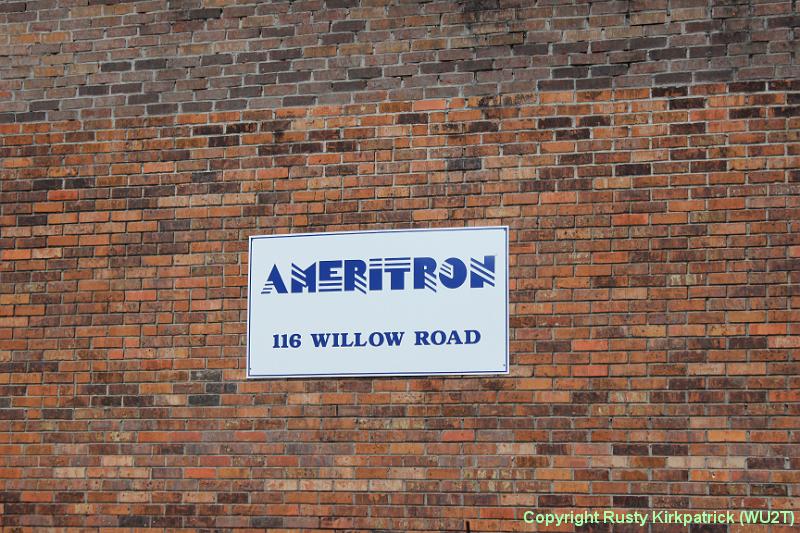 AMERITRON
116 WILLOW ROAD
Copyright Rusty Kirkpatrick (WU2T)